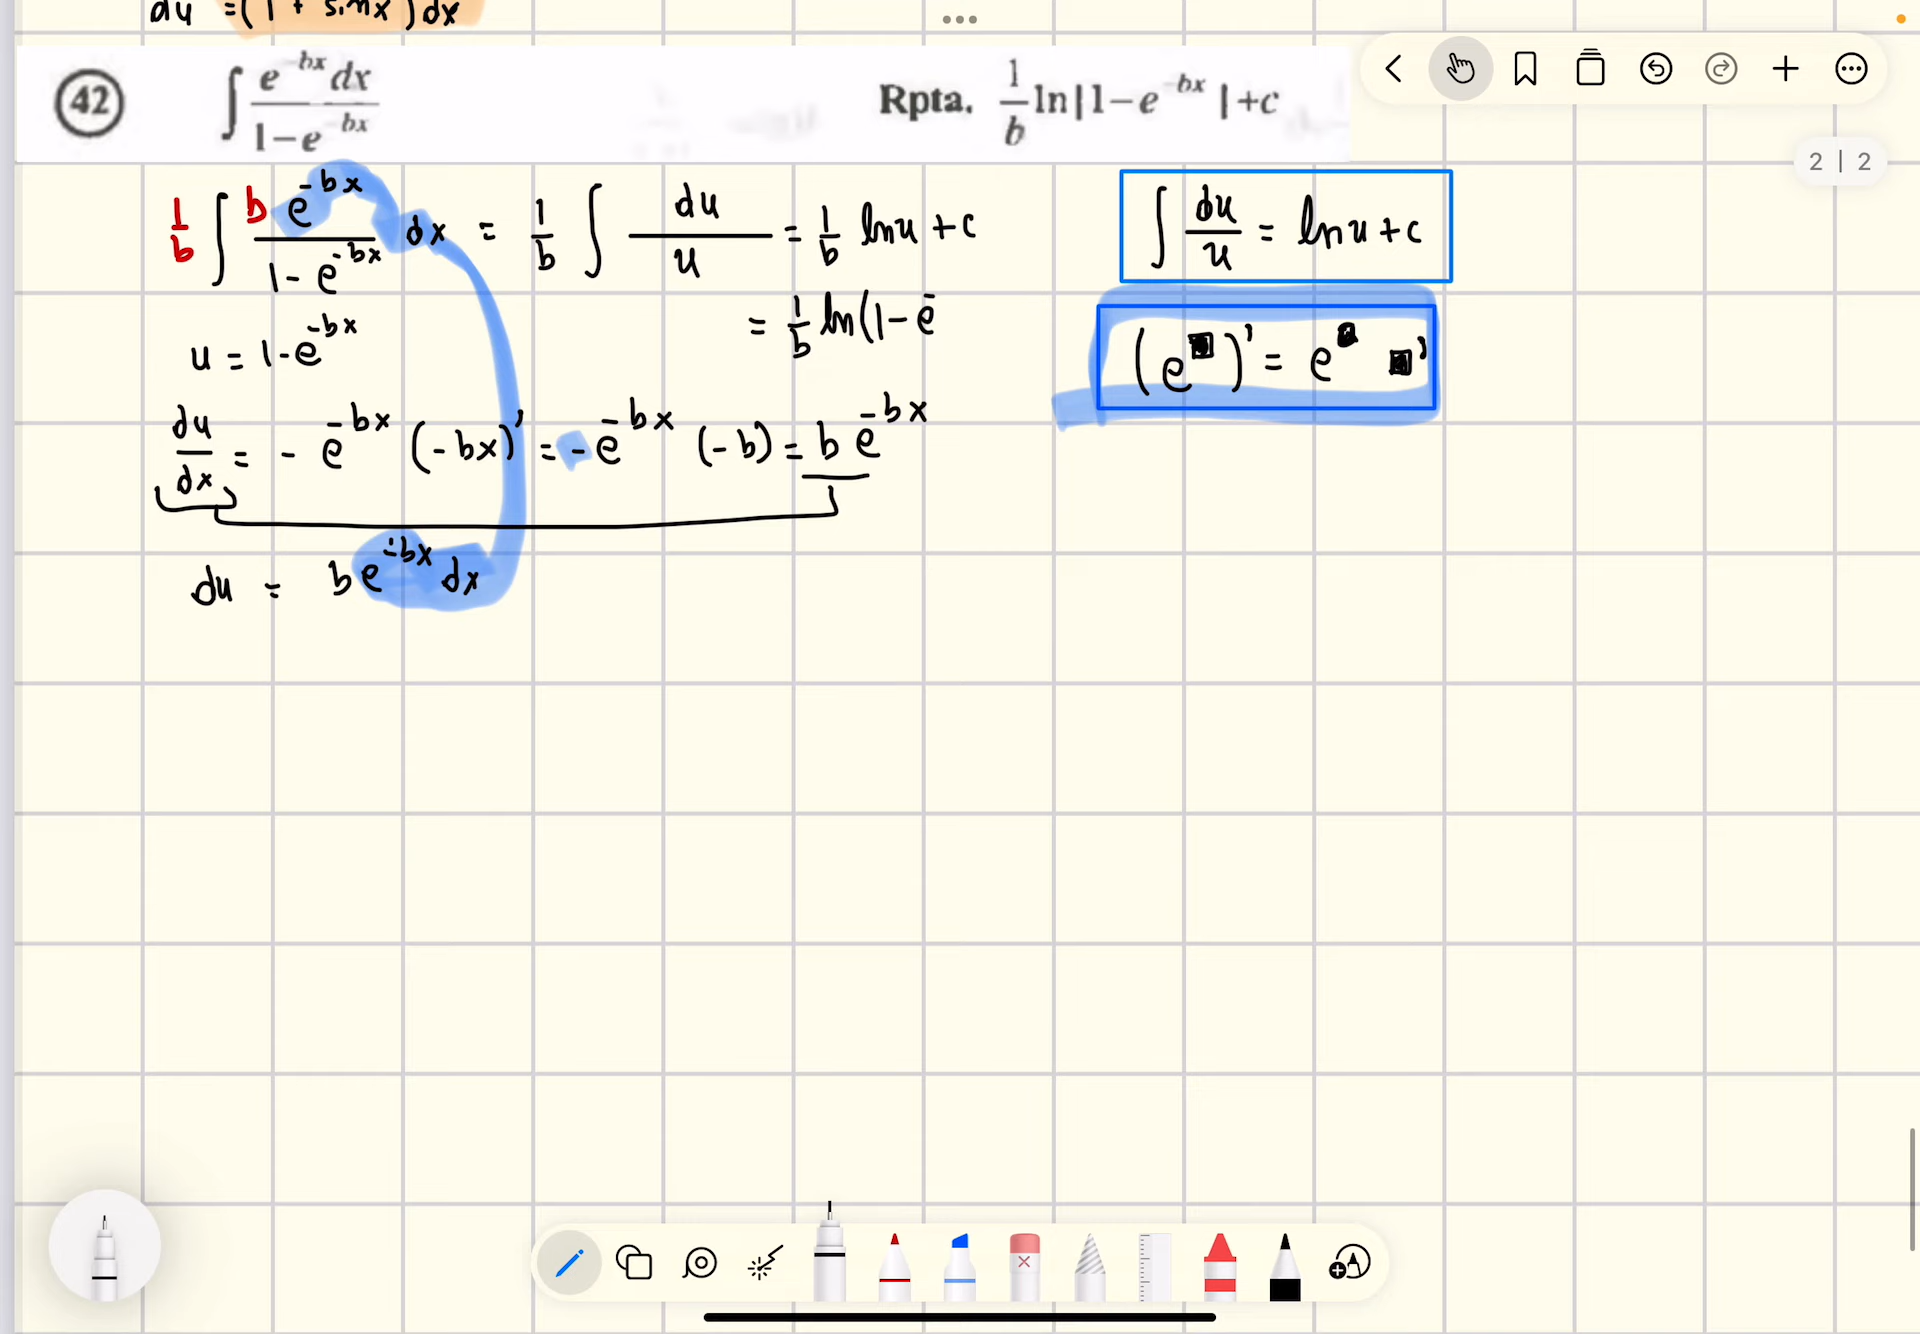 du = (1 + sinx) dx
42 ∫ e^{-bx} dx / (1 - e^{-bx}) Rpta. 1/b ln|1-e^{-bx}|+c
1/b ∫ b e^{-bx} / (1 - e^{-bx}) dx = 1/b ∫ du/u = 1/b ln u + c
∫ du/u = ln u + c
= 1/b ln(1 - e^-
u = 1 - e^{-bx}
(e^■)' = e^■ ■'
du/dx = - e^{-bx} (-bx)' = - e^{-bx} (-b) = b e^{-bx}
du = b e^{-bx} dx
2 | 2